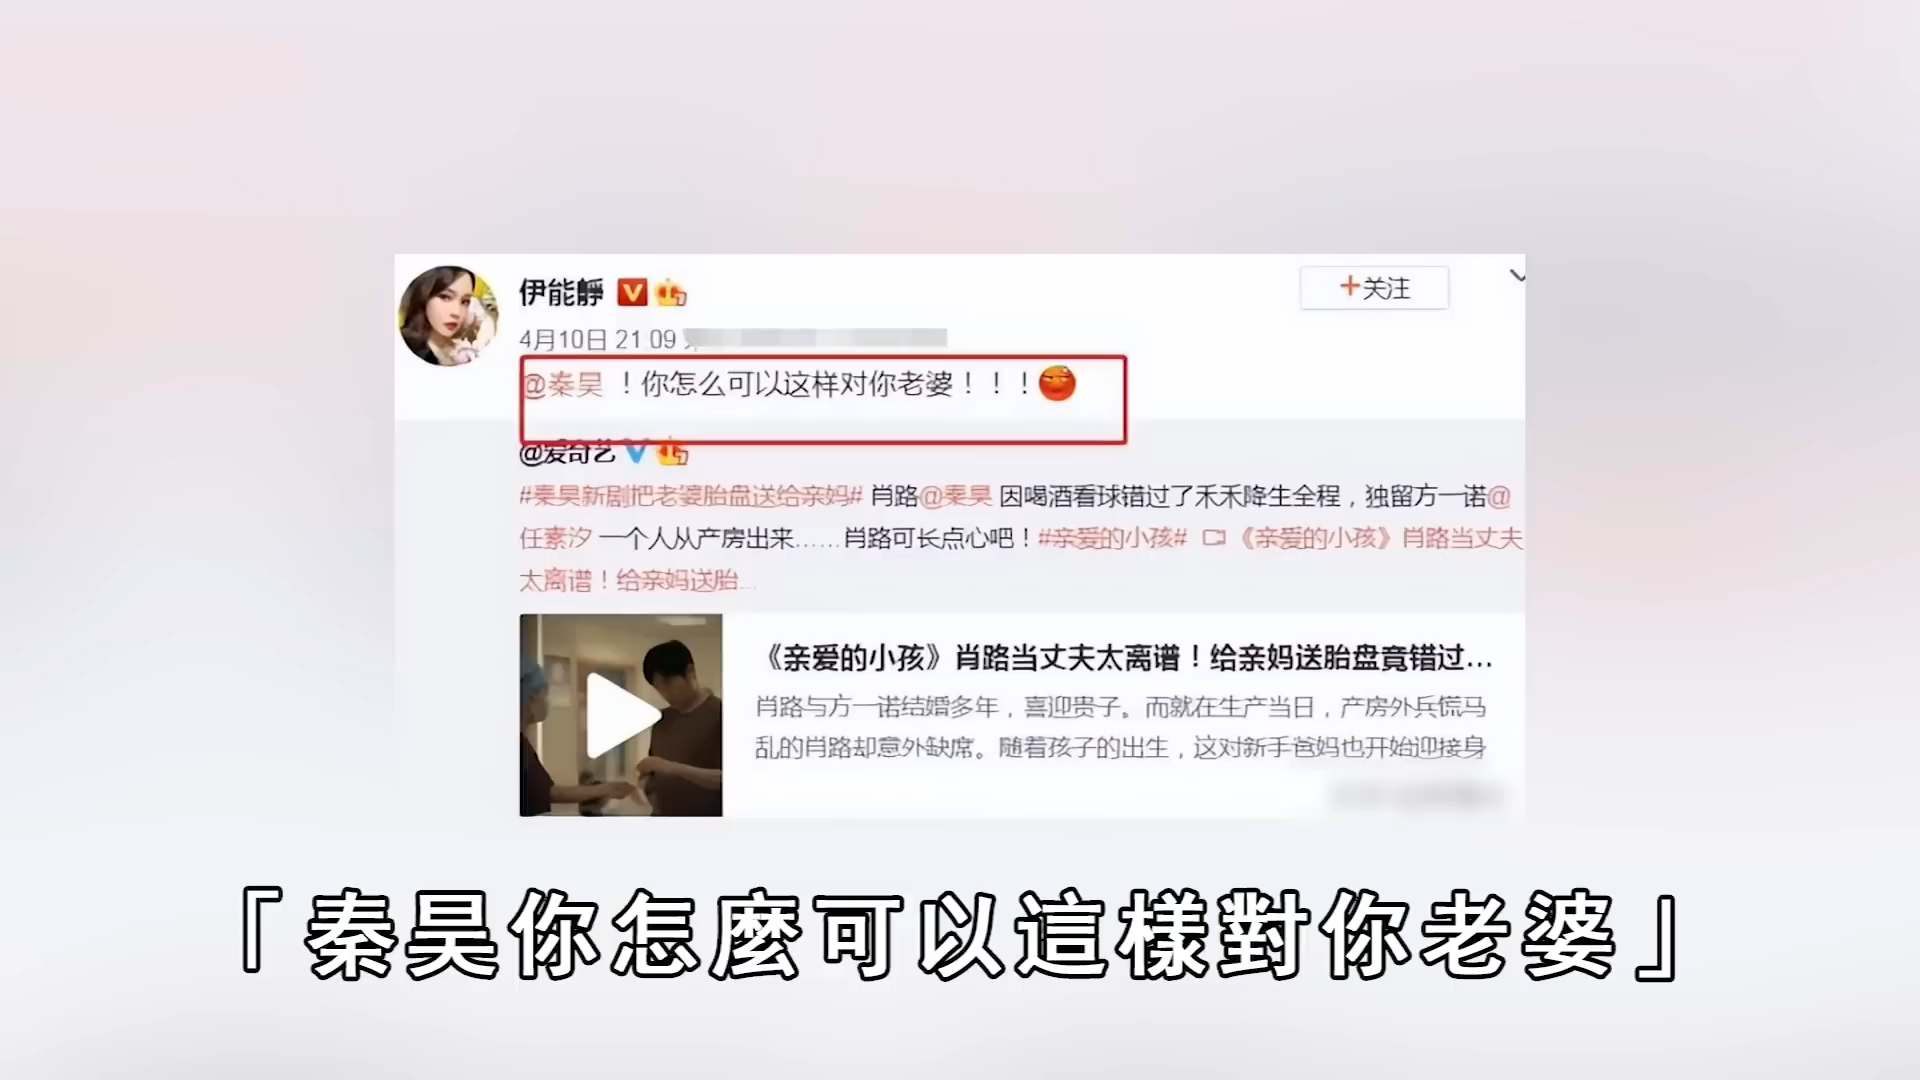 伊能靜
+关注
4月10日 21:09
@秦昊 ！你怎么可以这样对你老婆！！！
@爱奇艺
#秦昊新剧把老婆胎盘送给亲妈# 肖路@秦昊 因喝酒看球错过了禾禾降生全程，独留方一诺@
任素汐 一个人从产房出来……肖路可长点心吧！#亲爱的小孩# 《亲爱的小孩》肖路当丈夫
太离谱！给亲妈送胎...
《亲爱的小孩》肖路当丈夫太离谱！给亲妈送胎盘竟错过...
肖路与方一诺结婚多年，喜迎贵子。而就在生产当日，产房外兵慌马
乱的肖路却意外缺席。随着孩子的出生，这对新手爸妈也开始迎接身
「秦昊你怎麼可以這樣對你老婆」